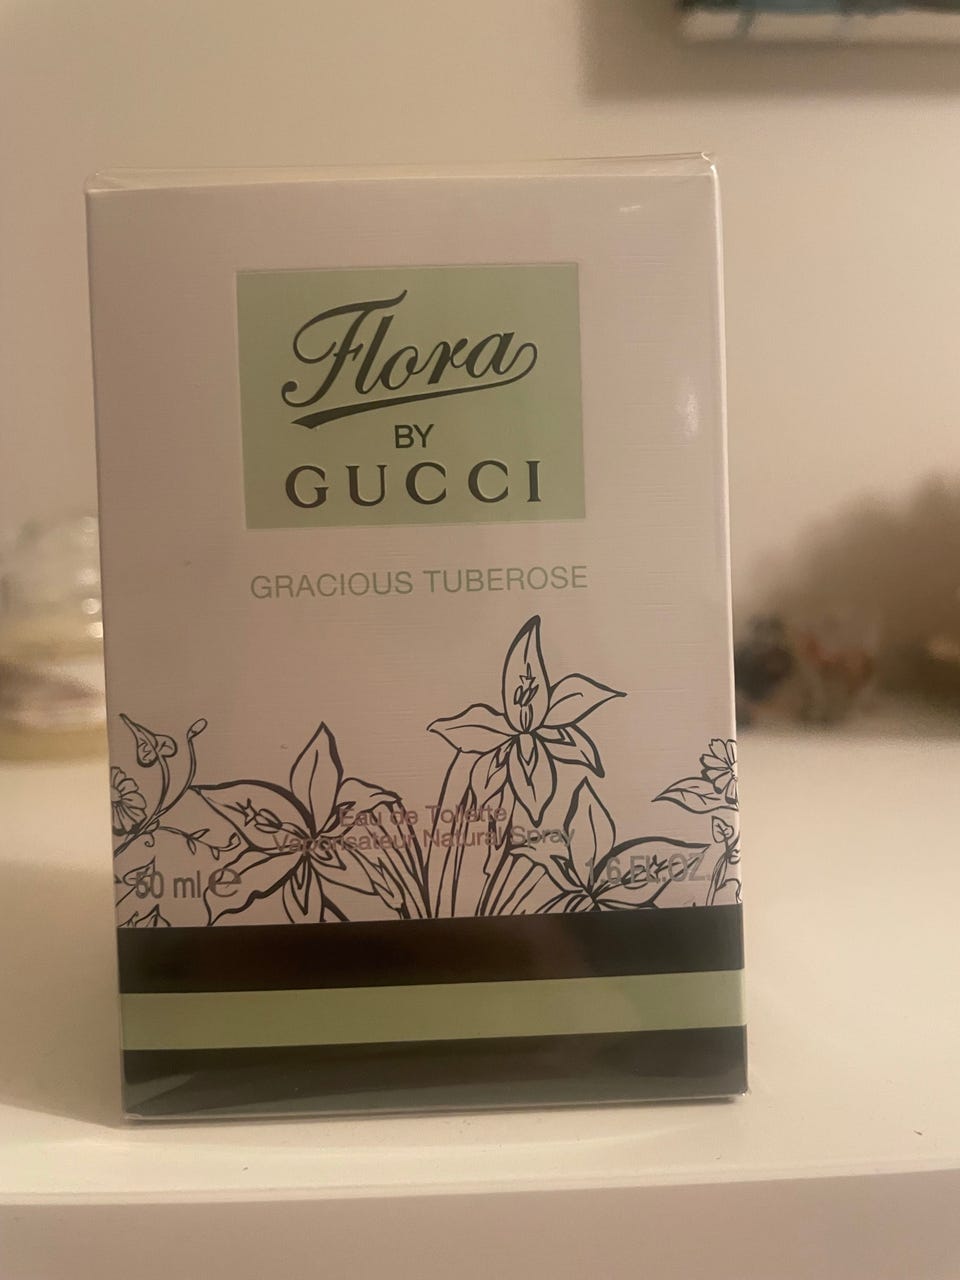 Flora
BY
GUCCI
GRACIOUS TUBEROSE
Eau de Toilette
Vaporisateur Natural Spray
50 ml ℮
1.6 FL.OZ.